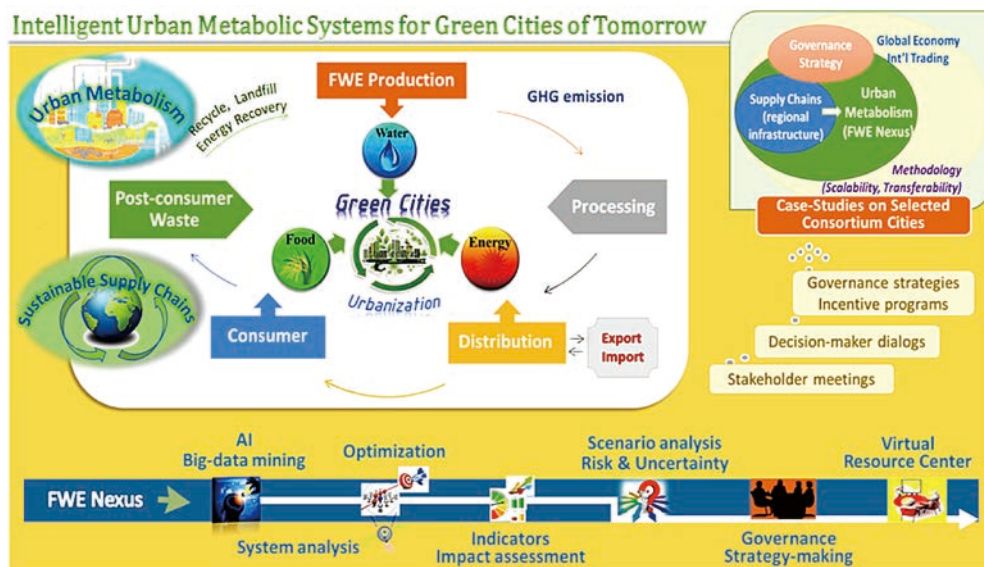 Intelligent Urban Metabolic Systems for Green Cities of Tomorrow
Urban Metabolism
Recycle, Landfill
Energy Recovery
FWE Production
GHG emission
Water
Post-consumer
Waste
Green Cities
Processing
Food
Energy
Urbanization
Sustainable Supply Chains
Consumer
Distribution
Export
Import
Governance
Strategy
Global Economy
Int'l Trading
Supply Chains
(regional
infrastructure)
Urban
Metabolism
(FWE Nexus)
Methodology
(Scalability, Transferability)
Case-Studies on Selected
Consortium Cities
Governance strategies
Incentive programs
Decision-maker dialogs
Stakeholder meetings
FWE Nexus
AI
Big-data mining
System analysis
Optimization
Indicators
Impact assessment
Scenario analysis
Risk & Uncertainty
Governance
Strategy-making
Virtual
Resource Center